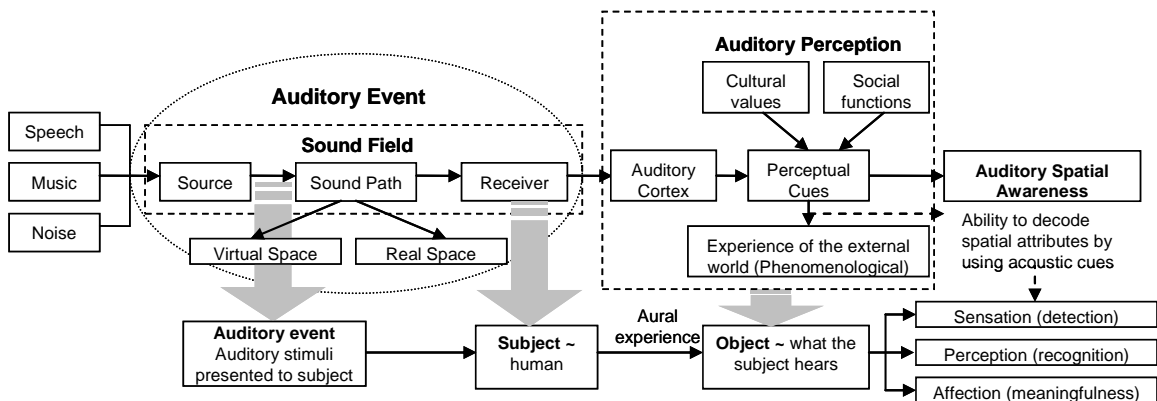 Auditory Perception
Cultural
values
Social
functions
Auditory Event
Speech
Sound Field
Music
Source
Sound Path
Receiver
Auditory
Cortex
Perceptual
Cues
Auditory Spatial
Awareness
Noise
Virtual Space
Real Space
Experience of the external
world (Phenomenological)
Ability to decode
spatial attributes by
using acoustic cues
Auditory event
Auditory stimuli
presented to subject
Subject ~
human
Aural
experience
Object ~ what the
subject hears
Sensation (detection)
Perception (recognition)
Affection (meaningfulness)